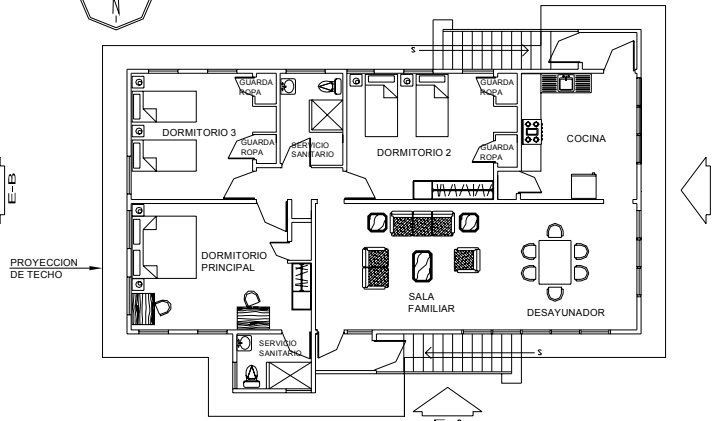 N
S
GUARDA
ROPA
DORMITORIO 3
GUARDA
ROPA
SERVICIO
SANITARIO
DORMITORIO 2
GUARDA
ROPA
GUARDA
ROPA
COCINA
E-B
PROYECCION
DE TECHO
DORMITORIO
PRINCIPAL
SALA
FAMILIAR
DESAYUNADOR
SERVICIO
SANITARIO
S